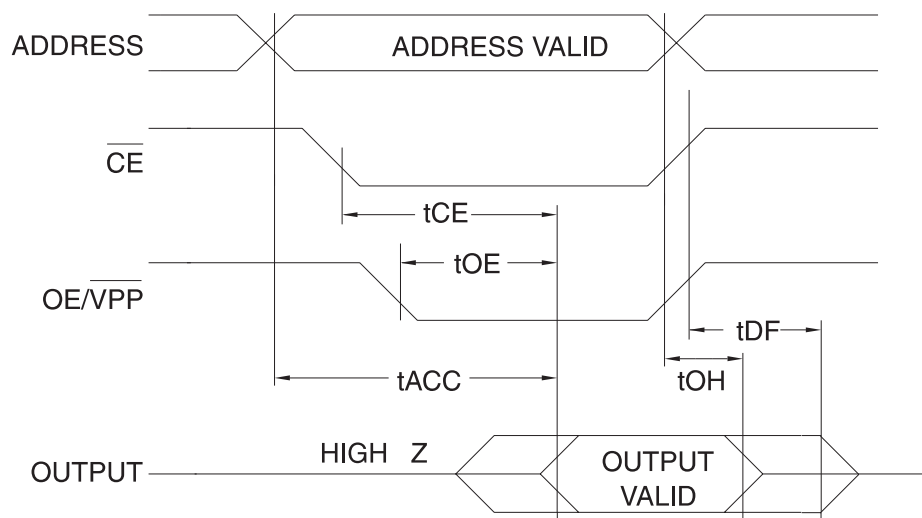 ADDRESS
ADDRESS VALID
CE
tCE
tOE
OE/VPP
tDF
tACC
tOH
HIGH Z
OUTPUT
OUTPUT
VALID